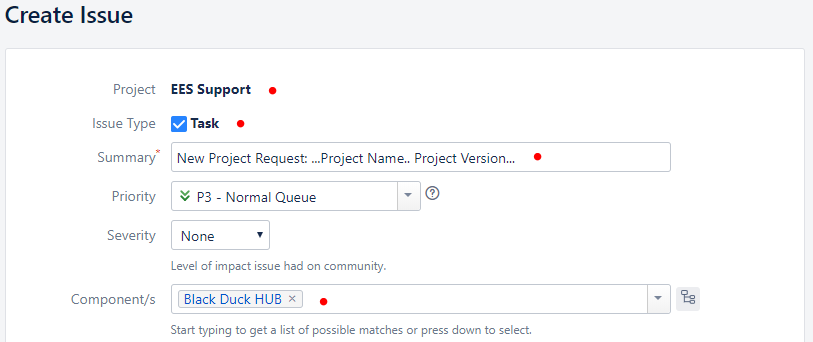 Create Issue
Project EES Support
Issue Type Task
Summary* New Project Request: ...Project Name.. Project Version...
Priority P3 - Normal Queue
Severity None
Level of impact issue had on community.
Component/s Black Duck HUB ×
Start typing to get a list of possible matches or press down to select.